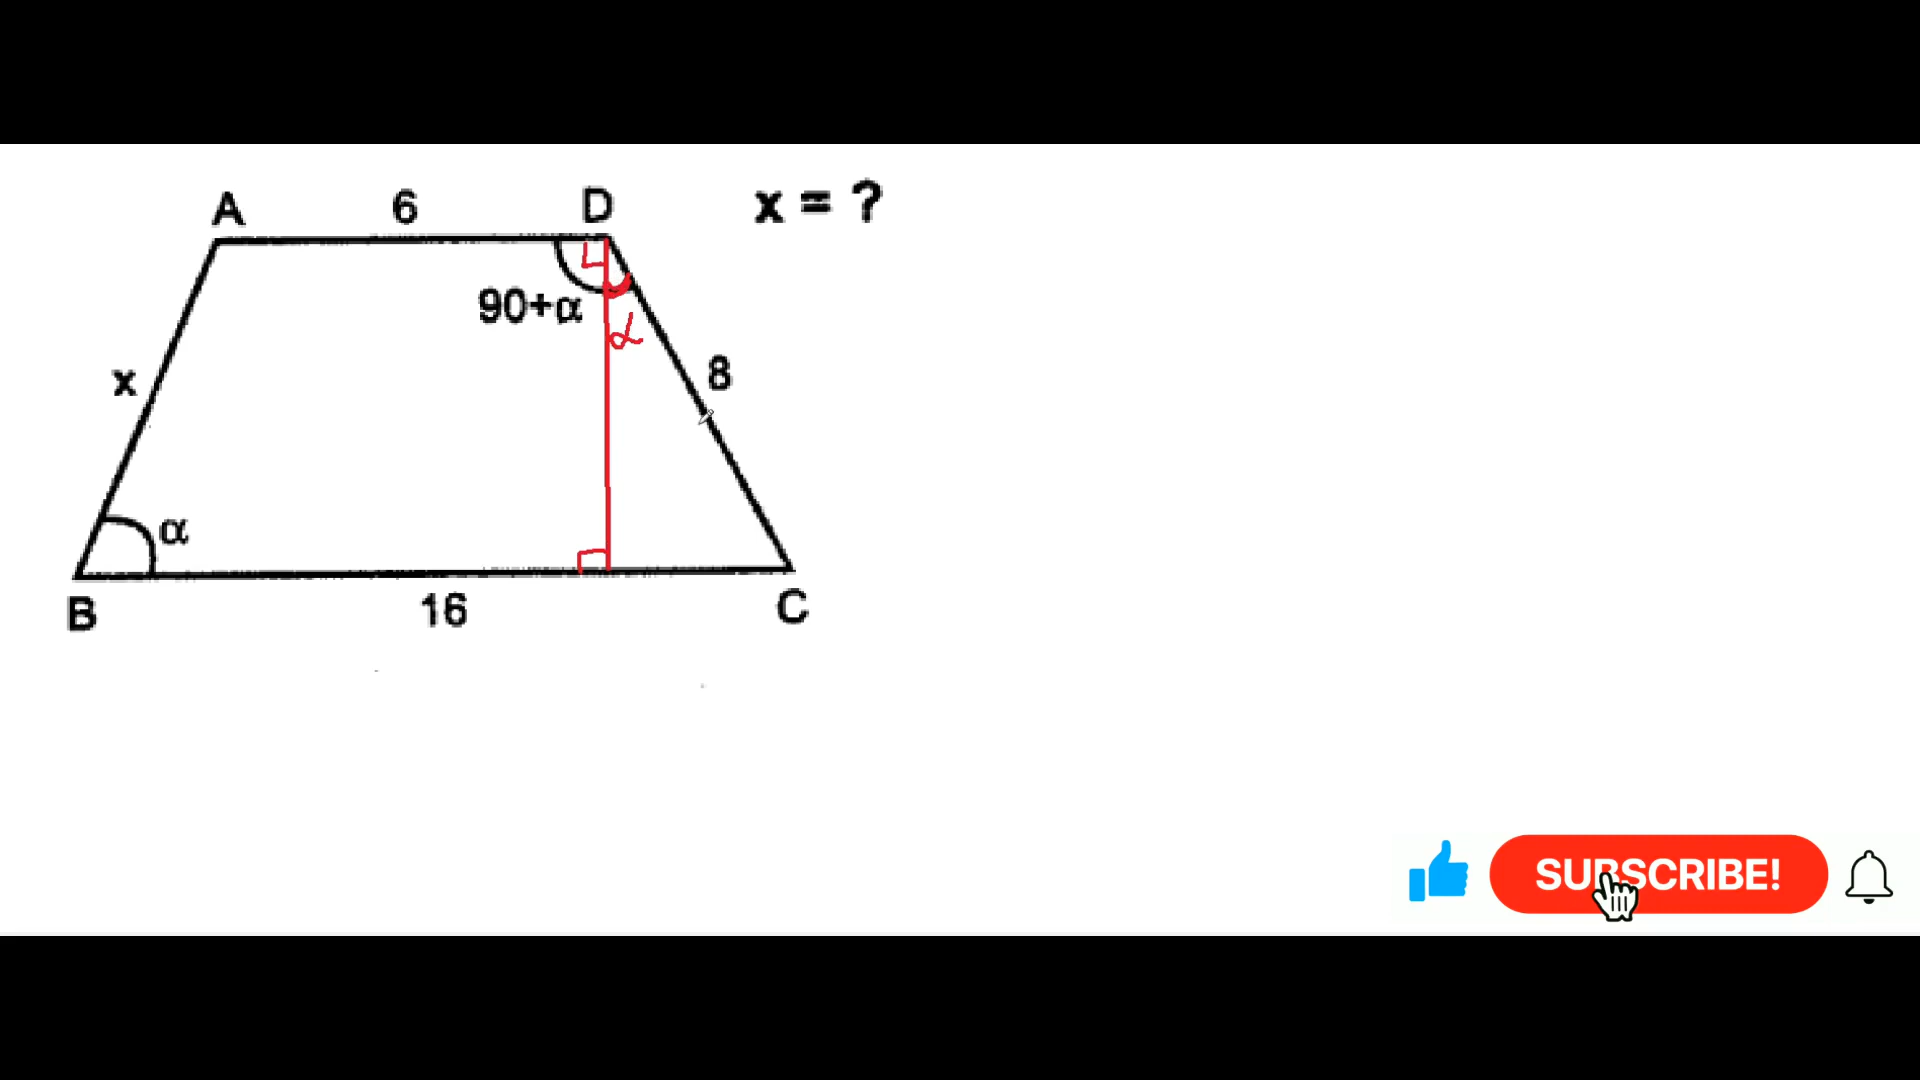 A 6 D x = ?
90+α
α
x 8
α
B 16 C
SUBSCRIBE!